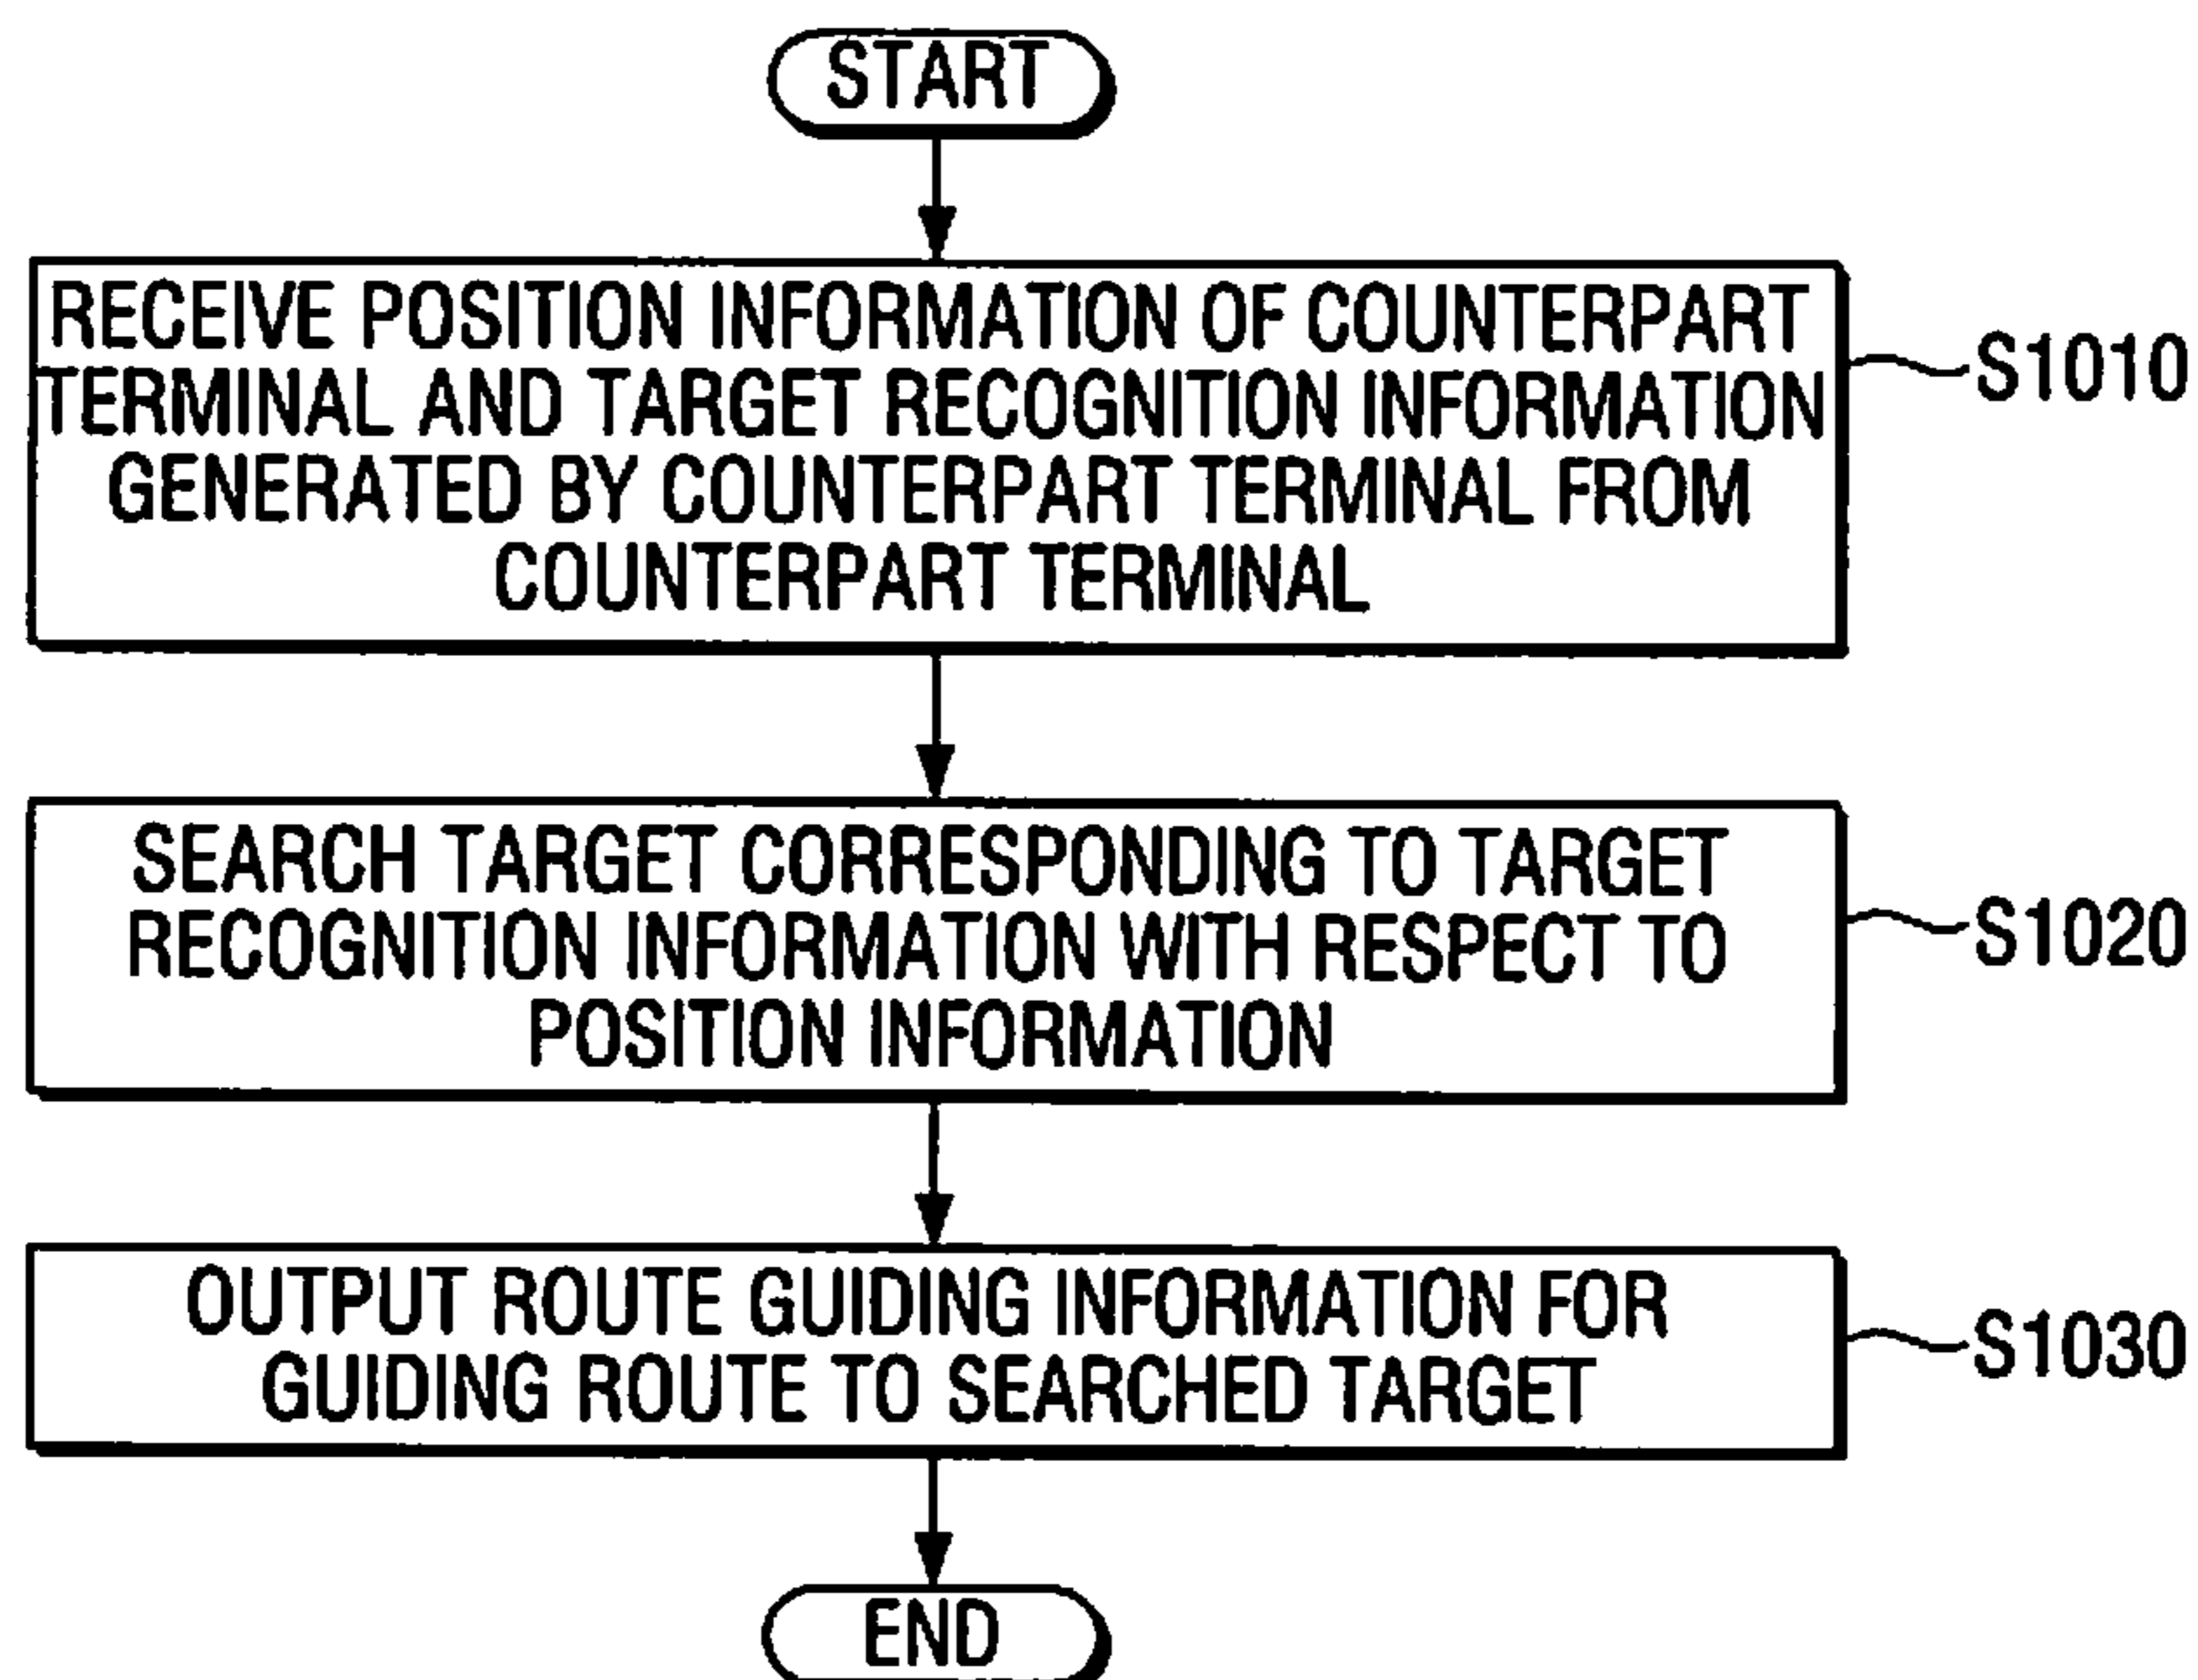 START
RECEIVE POSITION INFORMATION OF COUNTERPART
TERMINAL AND TARGET RECOGNITION INFORMATION
GENERATED BY COUNTERPART TERMINAL FROM
COUNTERPART TERMINAL
S1010
SEARCH TARGET CORRESPONDING TO TARGET
RECOGNITION INFORMATION WITH RESPECT TO
POSITION INFORMATION
S1020
OUTPUT ROUTE GUIDING INFORMATION FOR
GUIDING ROUTE TO SEARCHED TARGET
S1030
END